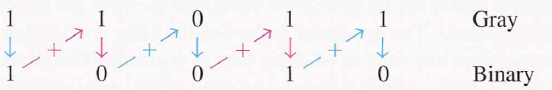 1 1 0 1 1 Gray
+ + + +
1 0 0 1 0 Binary